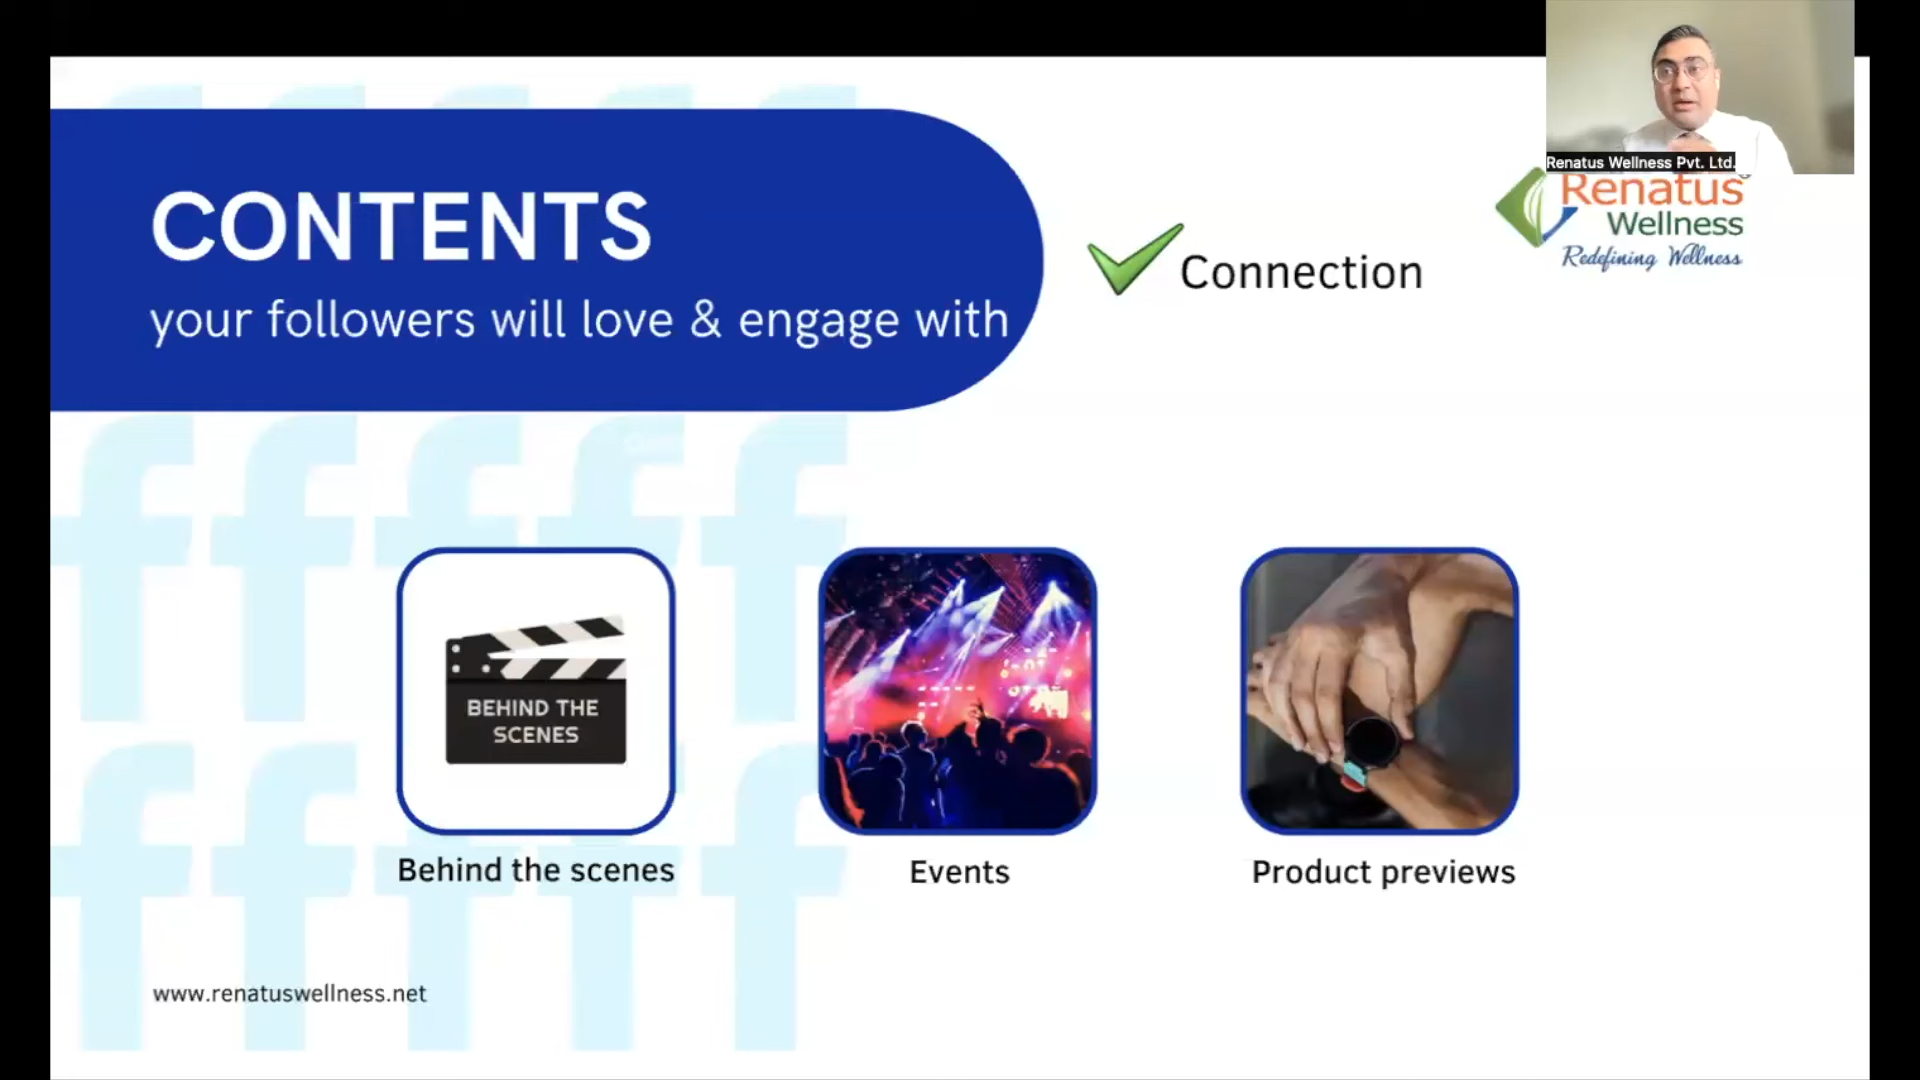 Renatus Wellness Pvt. Ltd.
Renatus
Wellness
Redefining Wellness
CONTENTS
your followers will love & engage with
Connection
BEHIND THE
SCENES
Behind the scenes
Events
Product previews
www.renatuswellness.net